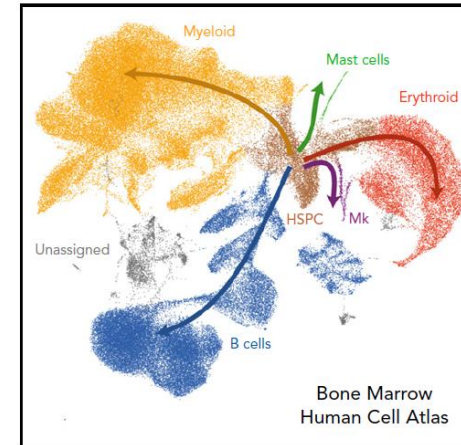 Myeloid
Mast cells
Erythroid
HSPC
Mk
Unassigned
B cells
Bone Marrow
Human Cell Atlas